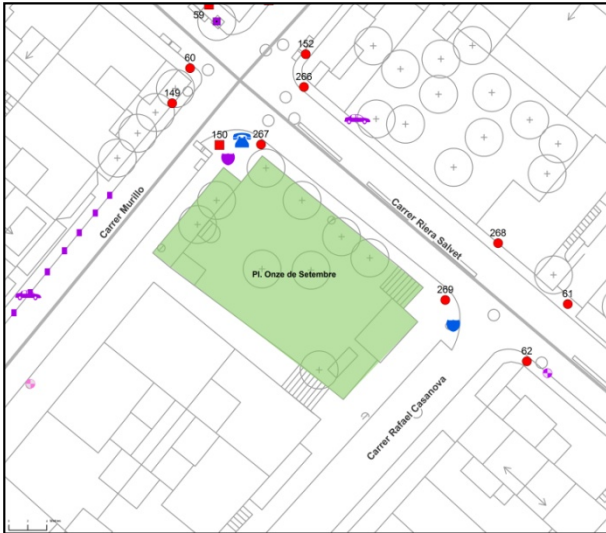 59
152
60
266
149
150
267
Carrer Murillo
Carrer Riera Salvet
268
Pl. Onze de Setembre
269
61
62
Carrer Rafael Casanova